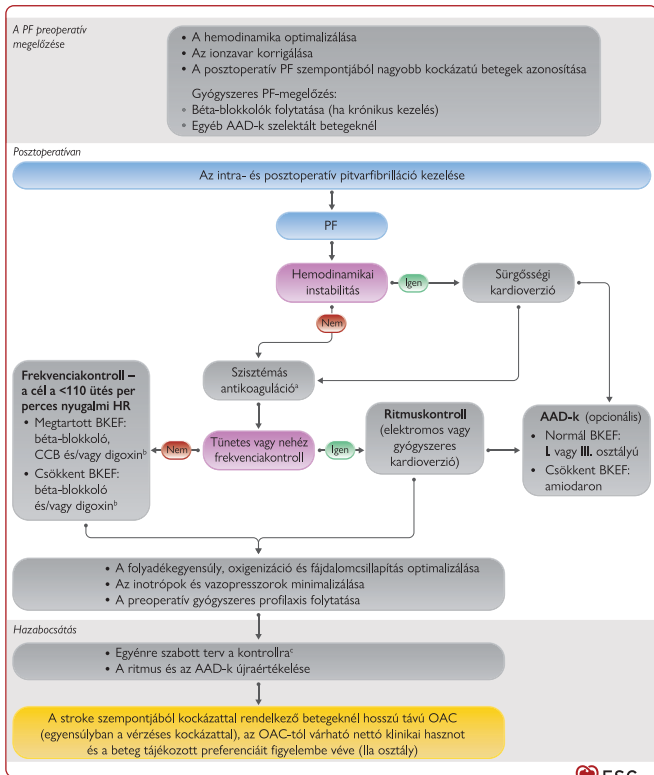 A PF preoperatív
megelőzése
• A hemodinamika optimalizálása
• Az ionzavar korrigálása
• A posztoperatív PF szempontjából nagyobb kockázatú betegek azonosítása
Gyógyszeres PF-megelőzés:
• Béta-blokkolók folytatása (ha krónikus kezelés)
• Egyéb AAD-k szelektált betegeknél
Posztoperatívan
Az intra- és posztoperatív pitvarfibrilláció kezelése
PF
Hemodinamikai
instabilitás
Igen
Sürgősségi
kardioverzió
Nem
Szisztémás
antikoagulációᵃ
Frekvenciakontroll –
a cél a <110 ütés per
perces nyugalmi HR
• Megtartott BKEF:
béta-blokkoló,
CCB és/vagy digoxinᵇ
• Csökkent BKEF:
béta-blokkoló
és/vagy digoxinᵇ
Nem
Tünetes vagy nehéz
frekvenciakontroll
Igen
Ritmuskontroll
(elektromos vagy
gyógyszeres
kardioverzió)
AAD-k (opcionális)
• Normál BKEF:
I. vagy III. osztályú
• Csökkent BKEF:
amiodaron
• A folyadékegyensúly, oxigenizáció és fájdalomcsillapítás optimalizálása
• Az inotrópok és vazopresszorok minimalizálása
• A preoperatív gyógyszeres profilaxis folytatása
Hazabocsátás
• Egyénre szabott terv a kontrollraᶜ
• A ritmus és az AAD-k újraértékelése
A stroke szempontjából kockázattal rendelkező betegeknél hosszú távú OAC
(egyensúlyban a vérzéses kockázattal), az OAC-tól várható nettó klinikai hasznot
és a beteg tájékozott preferenciáit figyelembe véve (IIa osztály)
ESC